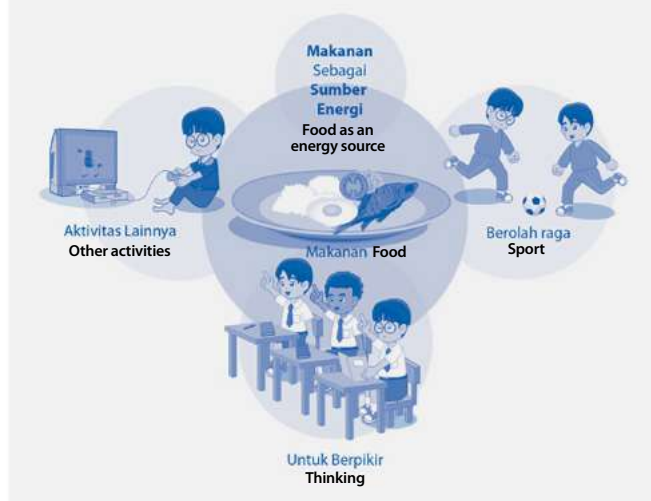 Makanan
Sebagai
Sumber
Energi
Food as an
energy source
Aktivitas Lainnya
Other activities
Makanan Food
Berolah raga
Sport
Untuk Berpikir
Thinking